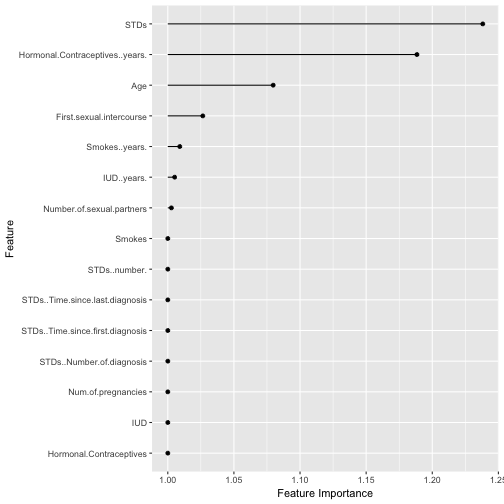 STDs
Hormonal.Contraceptives..years.
Age
First.sexual.intercourse
Smokes..years.
IUD..years.
Number.of.sexual.partners
Smokes
STDs..number.
STDs..Time.since.last.diagnosis
STDs..Time.since.first.diagnosis
STDs..Number.of.diagnosis
Num.of.pregnancies
IUD
Hormonal.Contraceptives
Feature
1.00 1.05 1.10 1.15 1.20 1.25
Feature Importance